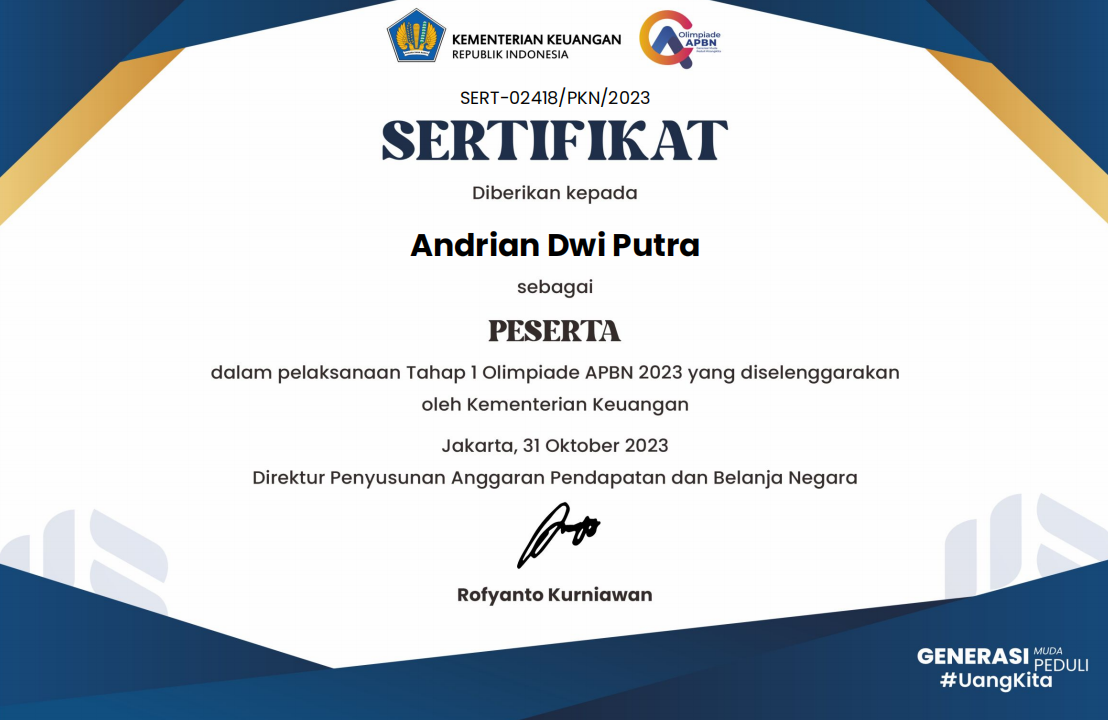 KEMENTERIAN KEUANGAN
REPUBLIK INDONESIA
Olimpiade
APBN
SERT-02418/PKN/2023
SERTIFIKAT
Diberikan kepada
Andrian Dwi Putra
sebagai
PESERTA
dalam pelaksanaan Tahap 1 Olimpiade APBN 2023 yang diselenggarakan
oleh Kementerian Keuangan
Jakarta, 31 Oktober 2023
Direktur Penyusunan Anggaran Pendapatan dan Belanja Negara
Rofyanto Kurniawan
GENERASI MUDA PEDULI
#UangKita